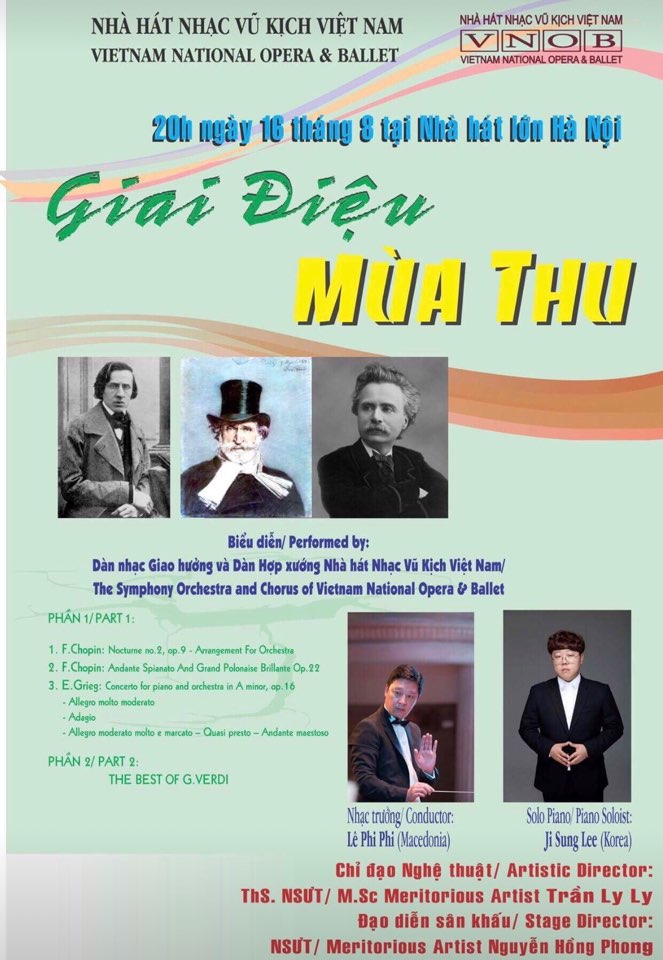 NHÀ HÁT NHẠC VŨ KỊCH VIỆT NAM
VIETNAM NATIONAL OPERA & BALLET
NHÀ HÁT NHẠC VŨ KỊCH VIỆT NAM
VNOB
VIETNAM NATIONAL OPERA & BALLET
20h ngày 16 tháng 8 tại Nhà hát lớn Hà Nội
Giai Điệu
MÙA THU
Biểu diễn/ Performed by:
Dàn nhạc Giao hưởng và Dàn Hợp xướng Nhà hát Nhạc Vũ Kịch Việt Nam/
The Symphony Orchestra and Chorus of Vietnam National Opera & Ballet
PHẦN 1/ PART 1:
1. F.Chopin: Nocturne no.2, op.9 - Arrangement For Orchestra
2. F.Chopin: Andante Spianato And Grand Polonaise Brillante Op.22
3. E.Grieg: Concerto for piano and orchestra in A minor, op.16
- Allegro molto moderato
- Adagio
- Allegro moderato molto e marcato – Quasi presto – Andante maestoso
PHẦN 2/ PART 2:
THE BEST OF G.VERDI
Nhạc trưởng/ Conductor:
Lê Phi Phi (Macedonia)
Solo Piano/ Piano Soloist:
Ji Sung Lee (Korea)
Chỉ đạo Nghệ thuật/ Artistic Director:
ThS. NSƯT/ M.Sc Meritorious Artist Trần Ly Ly
Đạo diễn sân khấu/ Stage Director:
NSƯT/ Meritorious Artist Nguyễn Hồng Phong